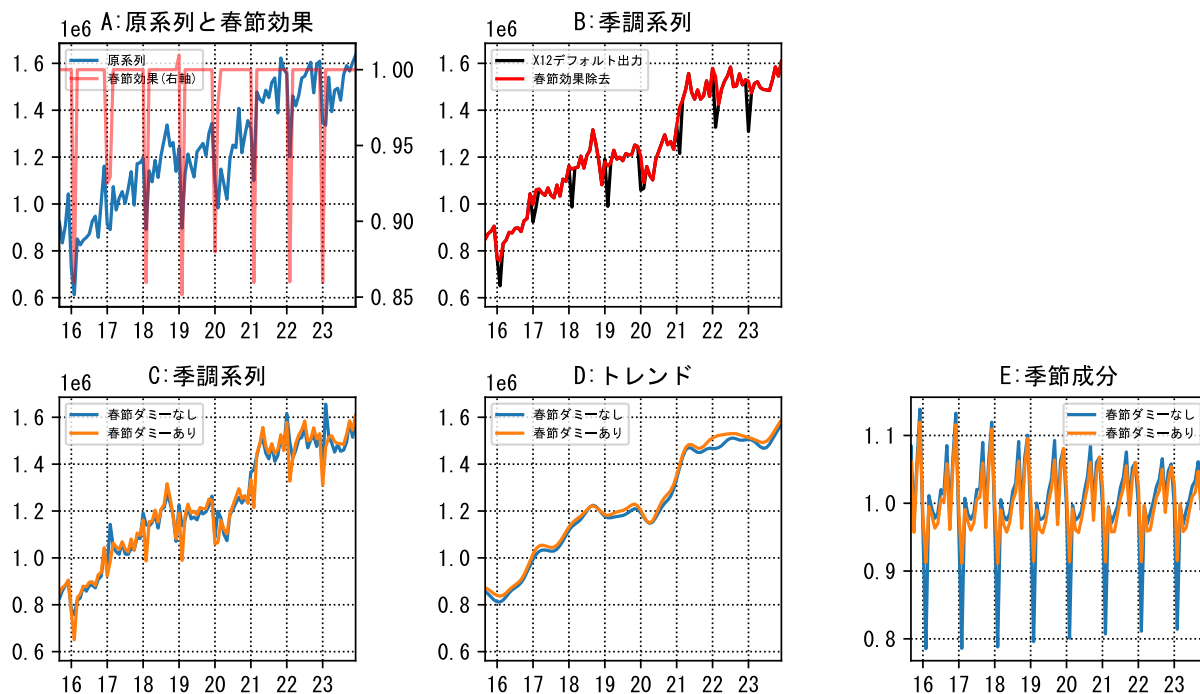 A:原系列と春節効果
1e6
原系列
春節効果(右軸)
1.6
1.4
1.2
1.0
0.8
0.6
1.00
0.95
0.90
0.85
16 17 18 19 20 21 22 23
B:季調系列
1e6
X12デフォルト出力
春節効果除去
1.6
1.4
1.2
1.0
0.8
0.6
16 17 18 19 20 21 22 23
C:季調系列
1e6
春節ダミーなし
春節ダミーあり
1.6
1.4
1.2
1.0
0.8
0.6
16 17 18 19 20 21 22 23
D:トレンド
1e6
春節ダミーなし
春節ダミーあり
1.6
1.4
1.2
1.0
0.8
0.6
16 17 18 19 20 21 22 23
E:季節成分
春節ダミーなし
春節ダミーあり
1.1
1.0
0.9
0.8
16 17 18 19 20 21 22 23